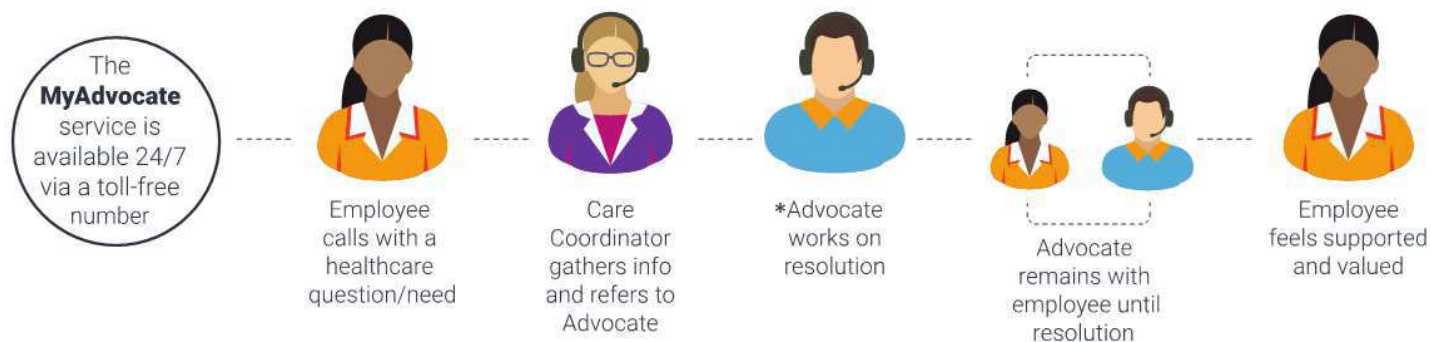 The
MyAdvocate
service is
available 24/7
via a toll-free
number
Employee
calls with a
healthcare
question/need
Care
Coordinator
gathers info
and refers to
Advocate
*Advocate
works on
resolution
Advocate
remains with
employee until
resolution
Employee
feels supported
and valued